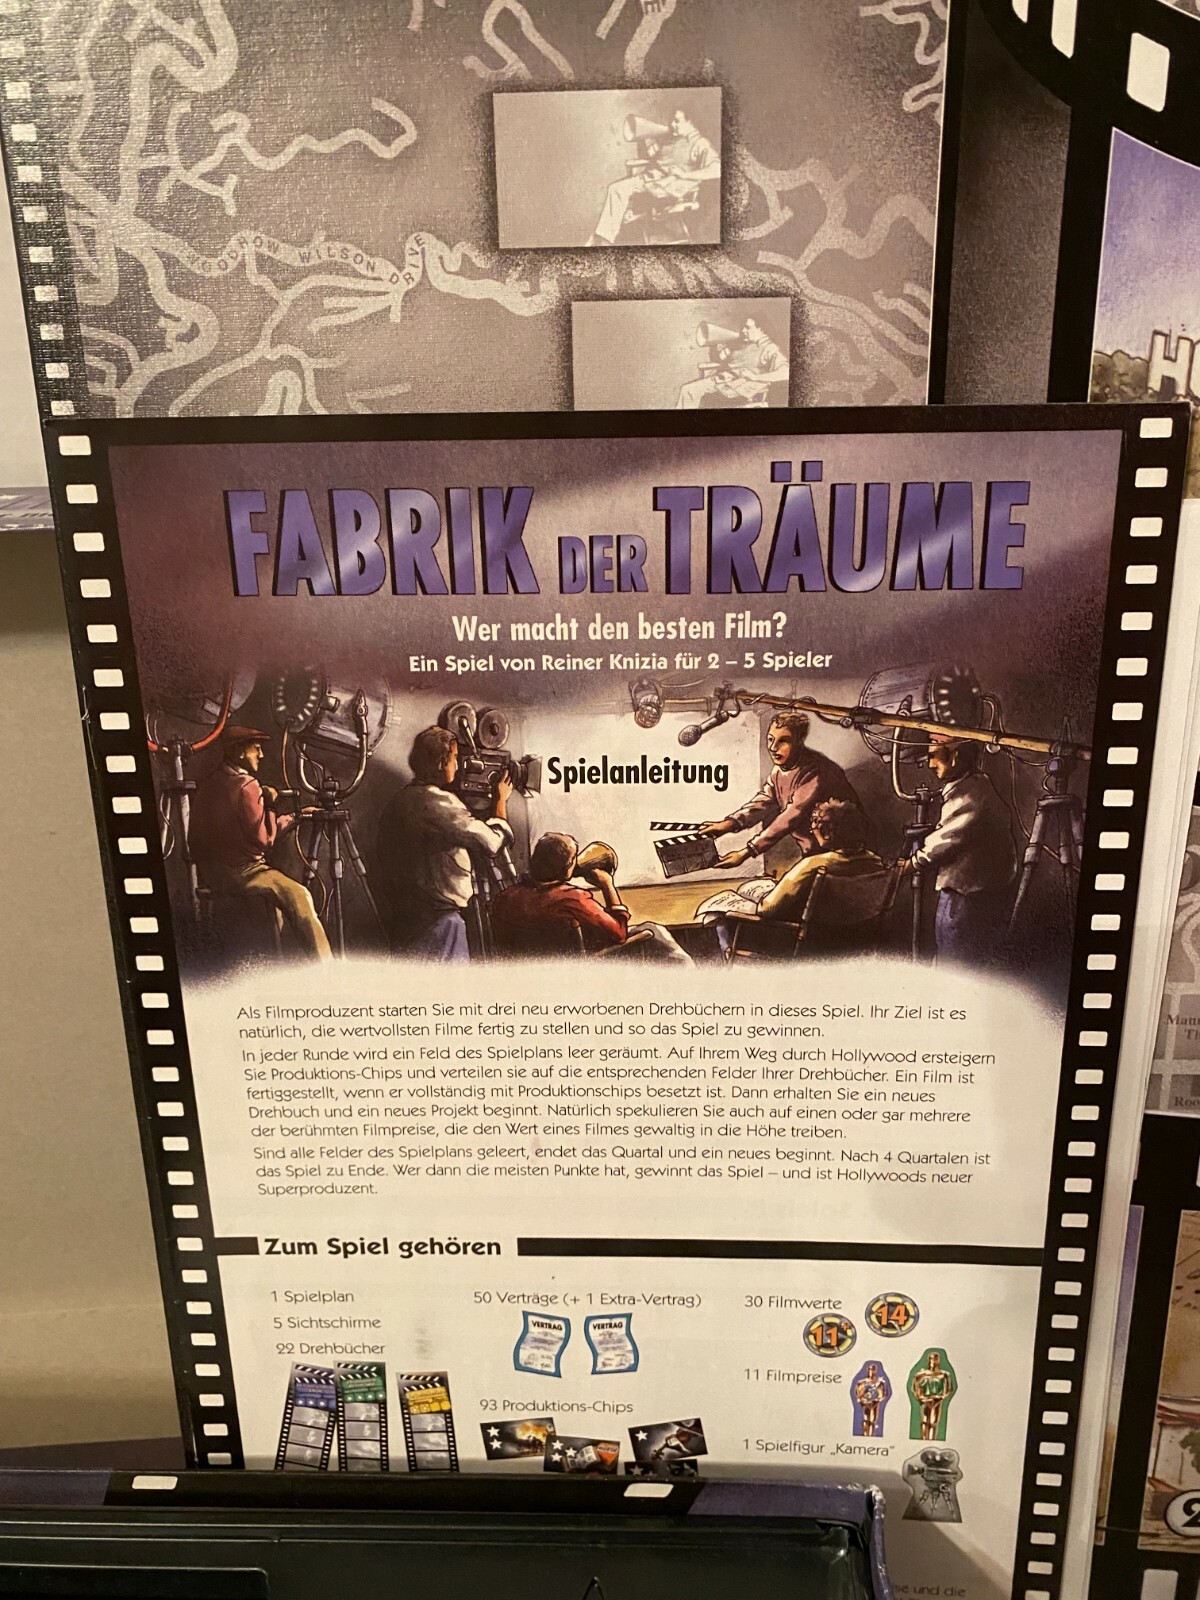 WOODROW WILSON DRIVE
FABRIK DER TRÄUME
Wer macht den besten Film?
Ein Spiel von Reiner Knizia für 2 – 5 Spieler
Spielanleitung
Als Filmproduzent starten Sie mit drei neu erworbenen Drehbüchern in dieses Spiel. Ihr Ziel ist es
natürlich, die wertvollsten Filme fertig zu stellen und so das Spiel zu gewinnen.
In jeder Runde wird ein Feld des Spielplans leer geräumt. Auf Ihrem Weg durch Hollywood ersteigern
Sie Produktions-Chips und verteilen sie auf die entsprechenden Felder Ihrer Drehbücher. Ein Film ist
fertiggestellt, wenn er vollständig mit Produktionschips besetzt ist. Dann erhalten Sie ein neues
Drehbuch und ein neues Projekt beginnt. Natürlich spekulieren Sie auch auf einen oder gar mehrere
der berühmten Filmpreise, die den Wert eines Filmes gewaltig in die Höhe treiben.
Sind alle Felder des Spielplans geleert, endet das Quartal und ein neues beginnt. Nach 4 Quartalen ist
das Spiel zu Ende. Wer dann die meisten Punkte hat, gewinnt das Spiel – und ist Hollywoods neuer
Superproduzent.
Zum Spiel gehören
1 Spielplan
5 Sichtschirme
22 Drehbücher
50 Verträge (+ 1 Extra-Vertrag)
VERTRAG
VERTRAG
93 Produktions-Chips
30 Filmwerte
11
14
11 Filmpreise
1 Spielfigur „Kamera“
und die